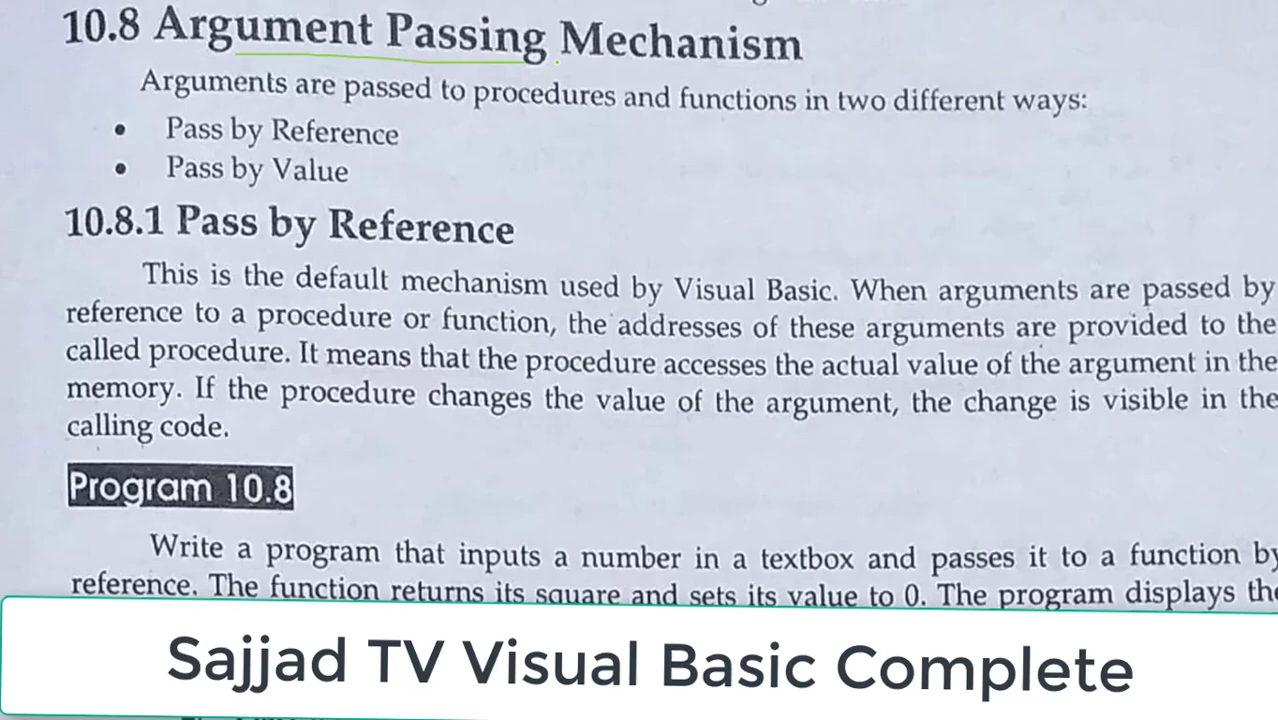 10.8 Argument Passing Mechanism
Arguments are passed to procedures and functions in two different ways:
• Pass by Reference
• Pass by Value
10.8.1 Pass by Reference
This is the default mechanism used by Visual Basic. When arguments are passed by
reference to a procedure or function, the addresses of these arguments are provided to the
called procedure. It means that the procedure accesses the actual value of the argument in the
memory. If the procedure changes the value of the argument, the change is visible in the
calling code.
Program 10.8
Write a program that inputs a number in a textbox and passes it to a function by
reference. The function returns its square and sets its value to 0. The program displays the
Sajjad TV Visual Basic Complete